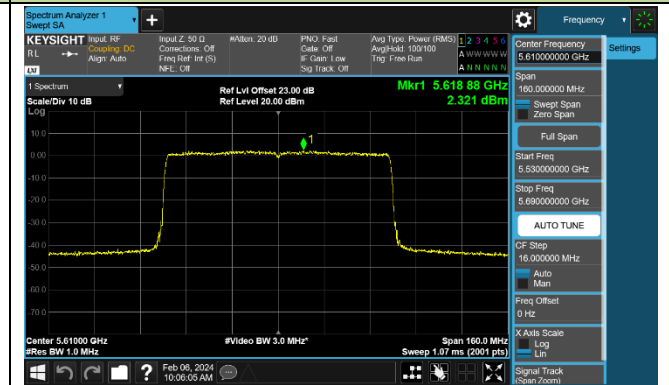 Spectrum Analyzer 1
Swept SA
+
Frequency
KEYSIGHT
RL
LXI
Input: RF
Coupling: DC
Align: Auto
Input Z: 50 Ω
Corrections: Off
Freq Ref: Int (S)
NFE: Off
#Atten: 20 dB
PNO: Fast
Gate: Off
IF Gain: Low
Sig Track: Off
Avg Type: Power (RMS)
Avg|Hold: 100/100
Trig: Free Run
1 2 3 4 5 6
A W W W W W
A N N N N N
1 Spectrum
Scale/Div 10 dB
Log
Ref Lvl Offset 23.00 dB
Ref Level 20.00 dBm
Mkr1 5.618 88 GHz
2.321 dBm
10.0
0.00
-10.0
-20.0
-30.0
-40.0
-50.0
-60.0
-70.0
1
Center 5.61000 GHz
#Res BW 1.0 MHz
#Video BW 3.0 MHz*
Span 160.0 MHz
Sweep 1.07 ms (2001 pts)
?
Feb 06, 2024
10:06:05 AM
Center Frequency
5.610000000 GHz
Settings
Span
160.000000 MHz
Swept Span
Zero Span
Full Span
Start Freq
5.530000000 GHz
Stop Freq
5.690000000 GHz
AUTO TUNE
CF Step
16.000000 MHz
Auto
Man
Freq Offset
0 Hz
X Axis Scale
Log
Lin
Signal Track
(Span Zoom)